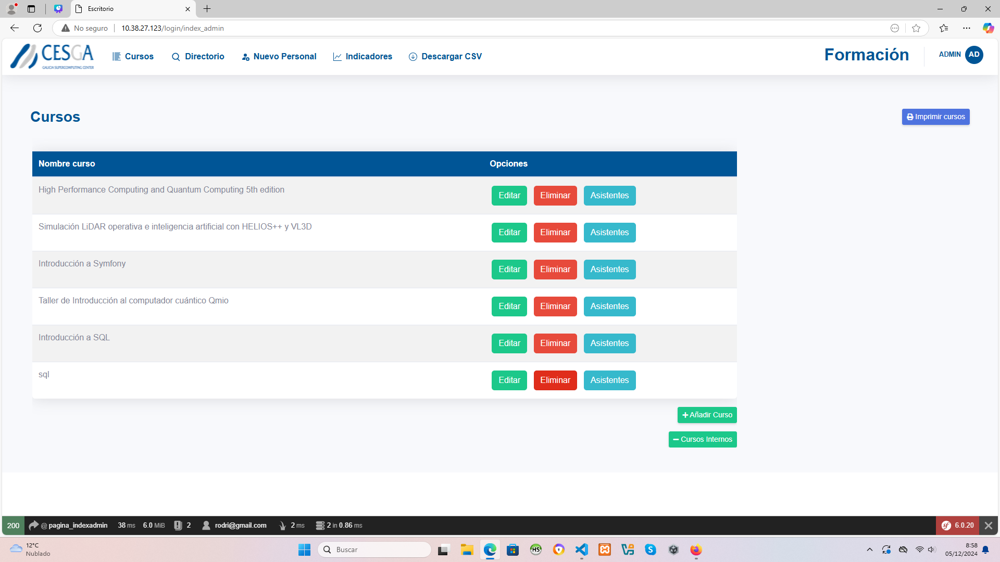 Escritorio
No seguro
10.38.27.123/login/index_admin
CESGA
GALICIA SUPERCOMPUTING CENTER
Cursos
Directorio
Nuevo Personal
Indicadores
Descargar CSV
Formación
ADMIN
AD
Cursos
Imprimir cursos
Nombre curso Opciones
High Performance Computing and Quantum Computing 5th edition Editar Eliminar Asistentes
Simulación LiDAR operativa e inteligencia artificial con HELIOS++ y VL3D Editar Eliminar Asistentes
Introducción a Symfony Editar Eliminar Asistentes
Taller de Introducción al computador cuántico Qmio Editar Eliminar Asistentes
Introducción a SQL Editar Eliminar Asistentes
sql Editar Eliminar Asistentes
Añadir Curso
Cursos Internos
200 @ pagina_indexadmin 38 ms 6.0 MiB 2 rodri@gmail.com 2 ms 2 in 0.86 ms sf 6.0.20
12°C
Nublado
Buscar
HS
S
8:58
05/12/2024